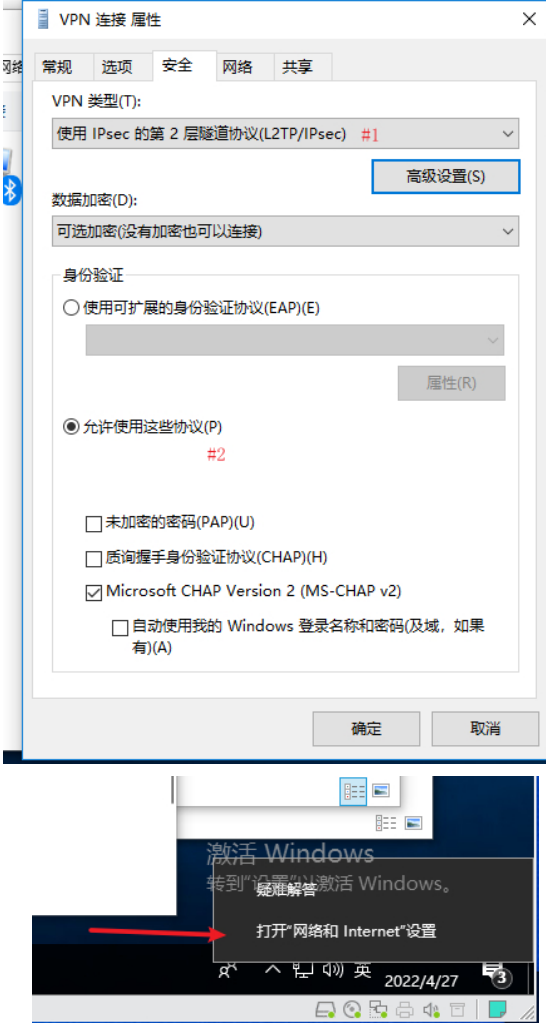 VPN 连接 属性
网络
常规 选项 安全 网络 共享
VPN 类型(T):
使用 IPsec 的第 2 层隧道协议(L2TP/IPsec) #1
高级设置(S)
数据加密(D):
可选加密(没有加密也可以连接)
身份验证
使用可扩展的身份验证协议(EAP)(E)
属性(R)
允许使用这些协议(P)
#2
未加密的密码(PAP)(U)
质询握手身份验证协议(CHAP)(H)
Microsoft CHAP Version 2 (MS-CHAP v2)
自动使用我的 Windows 登录名称和密码(及域，如果
有)(A)
确定 取消
激活 Windows
转到"设置"以激活 Windows。
疑难解答
打开"网络和 Internet"设置
英
2022/4/27
3